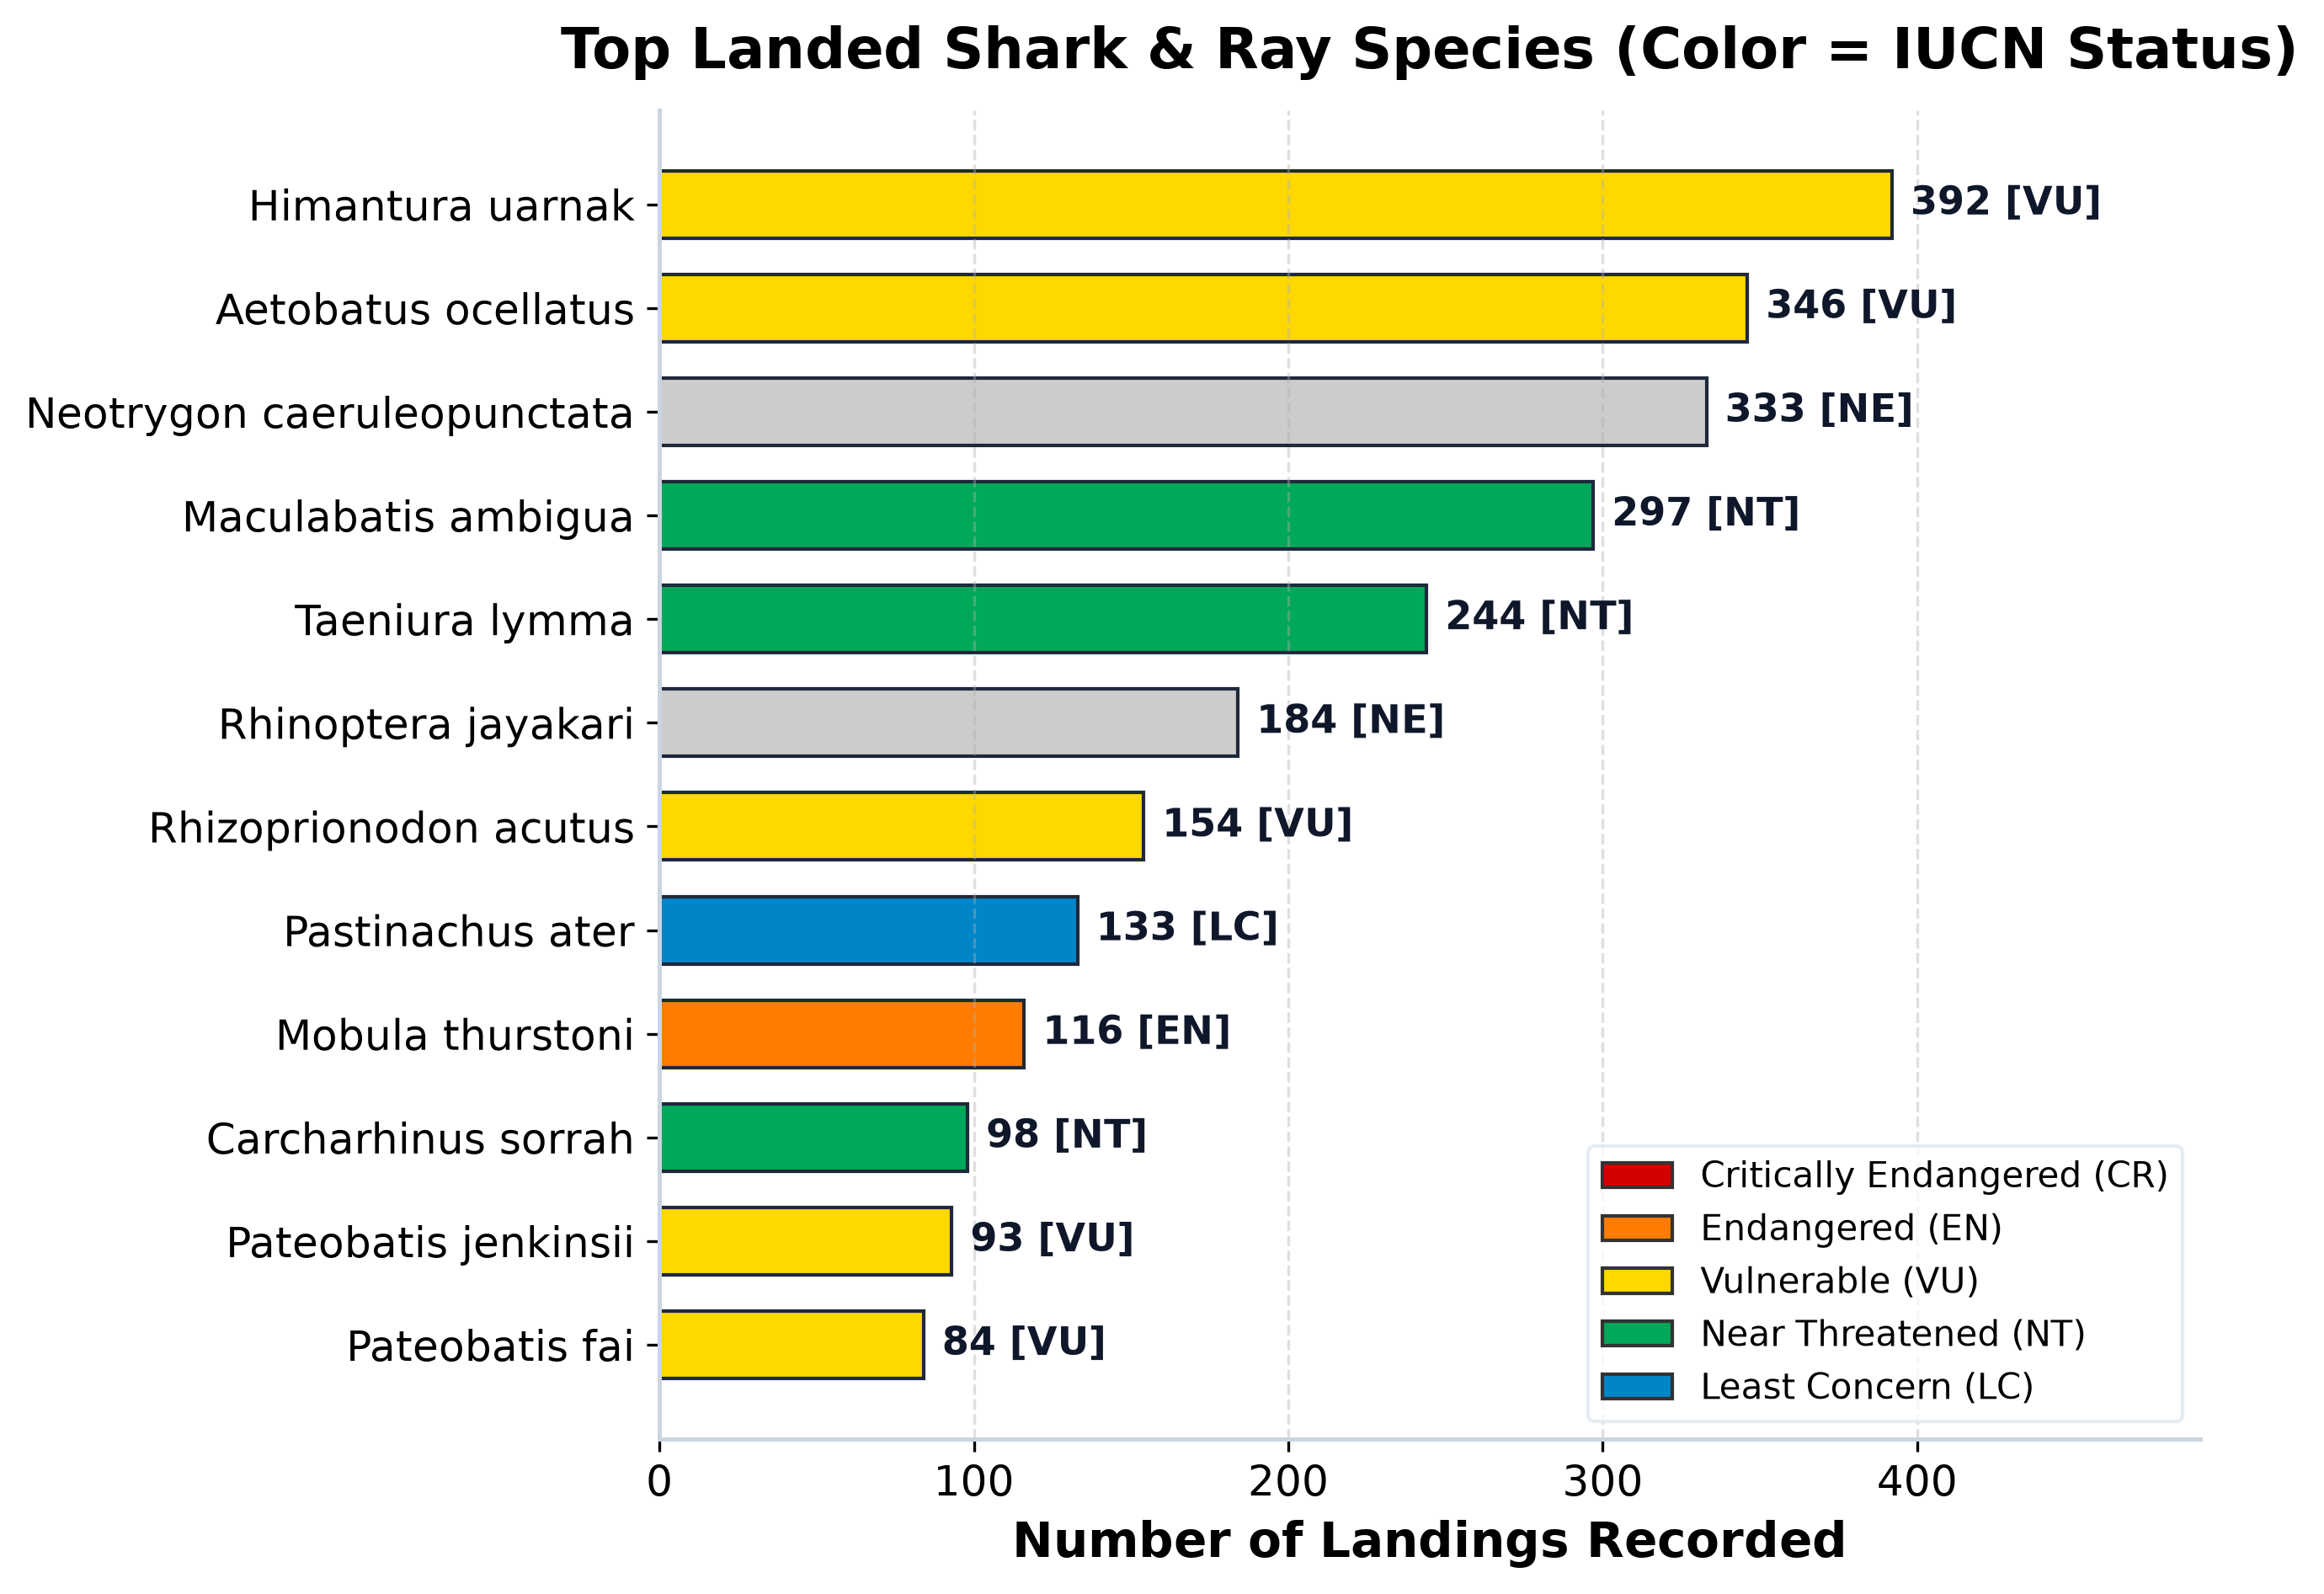 Top Landed Shark & Ray Species (Color = IUCN Status)
Himantura uarnak
392 [VU]
Aetobatus ocellatus
346 [VU]
Neotrygon caeruleopunctata
333 [NE]
Maculabatis ambigua
297 [NT]
Taeniura lymma
244 [NT]
Rhinoptera jayakari
184 [NE]
Rhizoprionodon acutus
154 [VU]
Pastinachus ater
133 [LC]
Mobula thurstoni
116 [EN]
Carcharhinus sorrah
98 [NT]
Pateobatis jenkinsii
93 [VU]
Pateobatis fai
84 [VU]
Critically Endangered (CR)
Endangered (EN)
Vulnerable (VU)
Near Threatened (NT)
Least Concern (LC)
0 100 200 300 400
Number of Landings Recorded